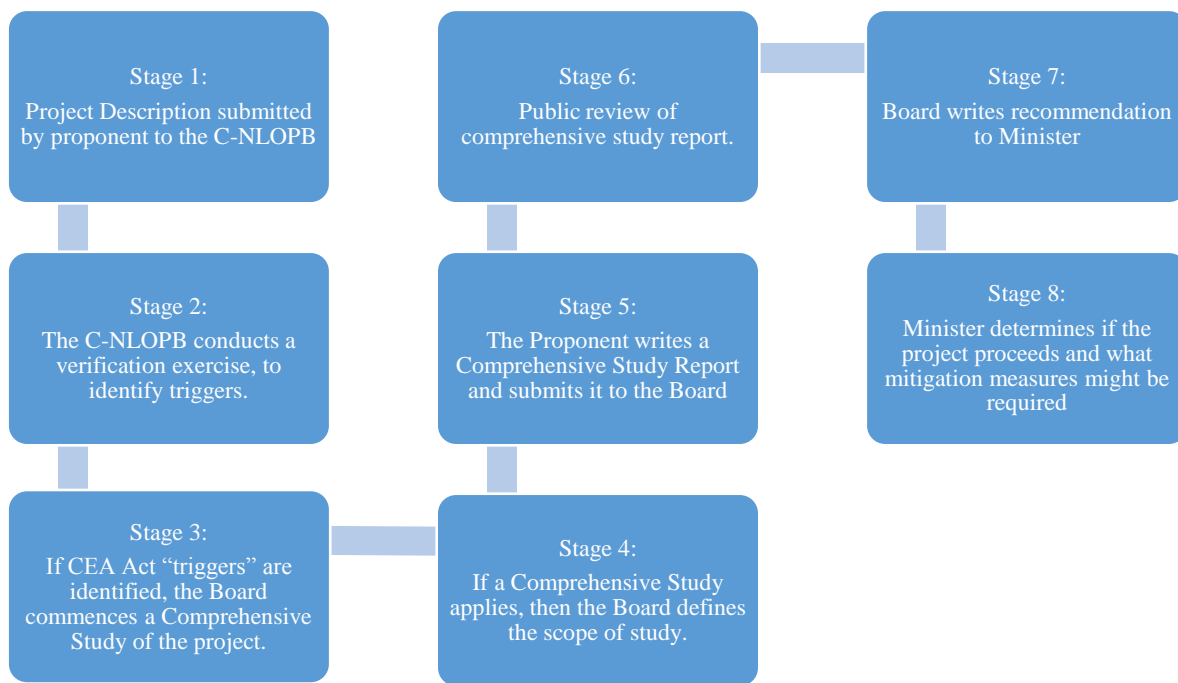 Stage 1:
Project Description submitted
by proponent to the C-NLOPB
Stage 2:
The C-NLOPB conducts a
verification exercise, to
identify triggers.
Stage 3:
If CEA Act “triggers” are
identified, the Board
commences a Comprehensive
Study of the project.
Stage 4:
If a Comprehensive Study
applies, then the Board defines
the scope of study.
Stage 5:
The Proponent writes a
Comprehensive Study Report
and submits it to the Board
Stage 6:
Public review of
comprehensive study report.
Stage 7:
Board writes recommendation
to Minister
Stage 8:
Minister determines if the
project proceeds and what
mitigation measures might be
required